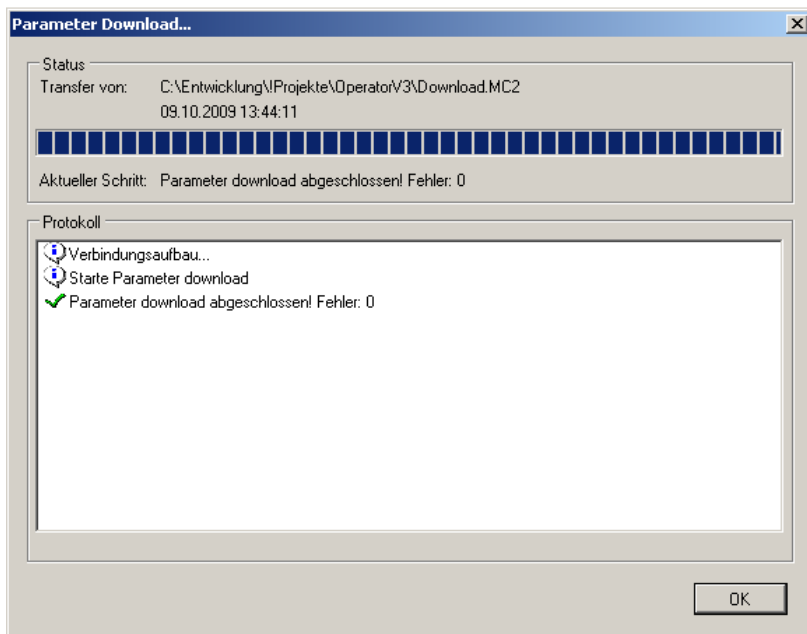 Parameter Download...
Status
Transfer von: C:\Entwicklung\!Projekte\OperatorV3\Download.MC2
09.10.2009 13:44:11
Aktueller Schritt: Parameter download abgeschlossen! Fehler: 0
Protokoll
Verbindungsaufbau...
Starte Parameter download
Parameter download abgeschlossen! Fehler: 0
OK